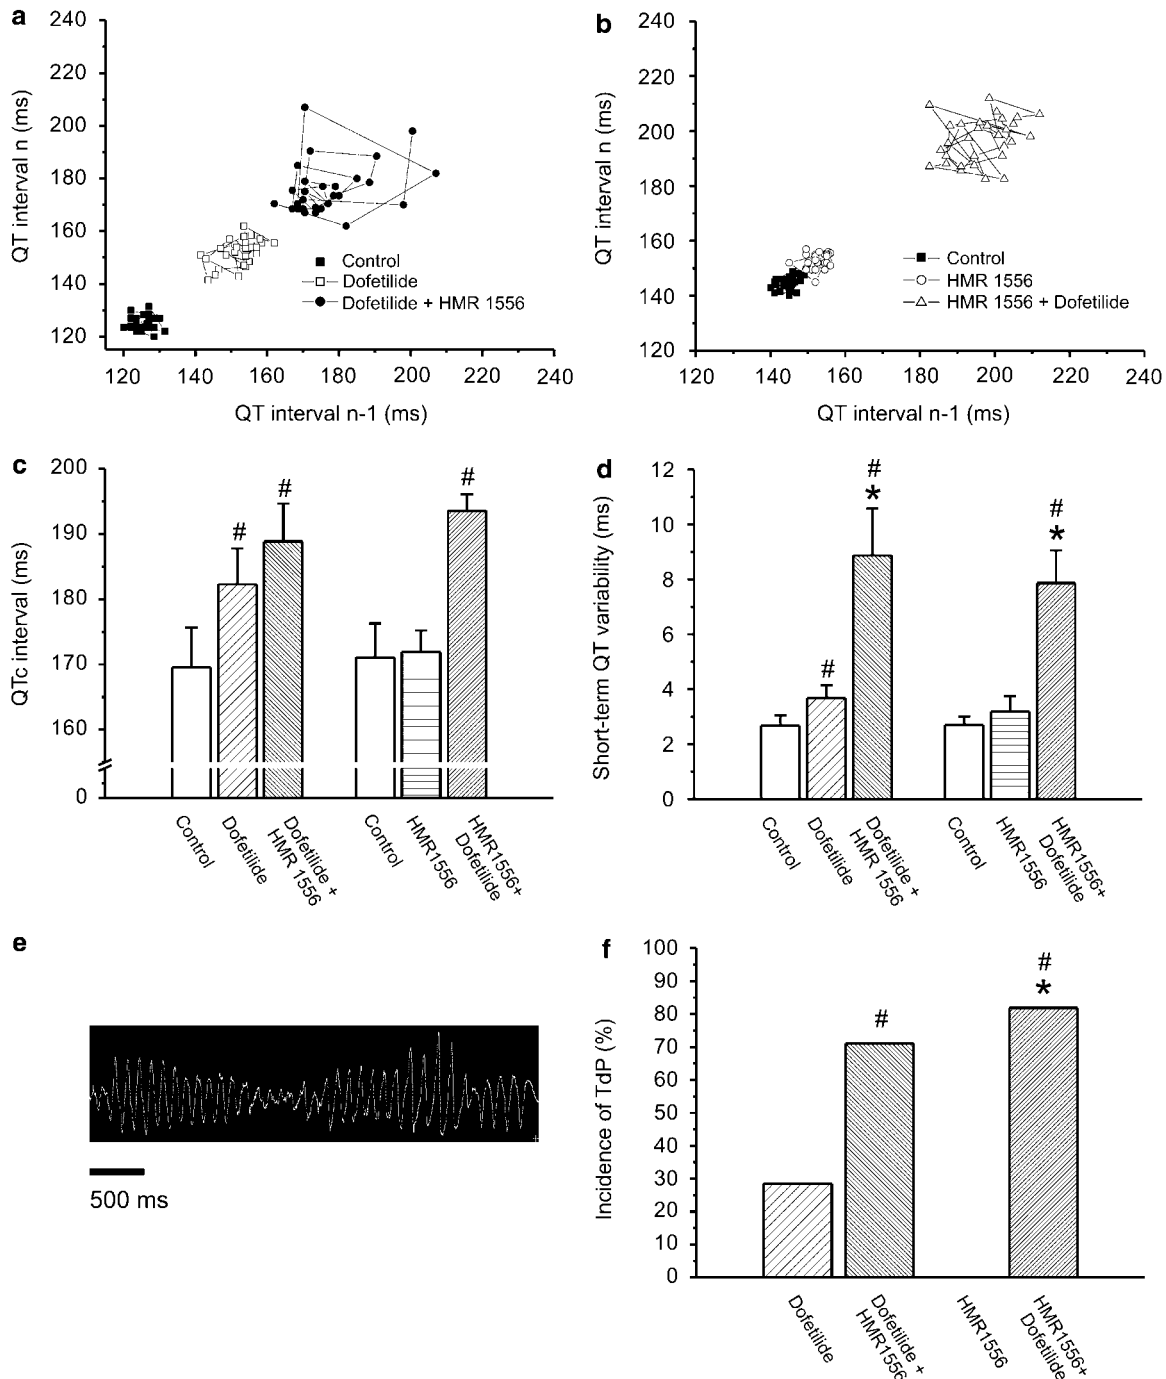 a
240
220
200
180
160
140
120
QT interval n (ms)
Control
Dofetilide
Dofetilide + HMR 1556
120 140 160 180 200 220 240
QT interval n-1 (ms)
b
240
220
200
180
160
140
120
QT interval n (ms)
Control
HMR 1556
HMR 1556 + Dofetilide
120 140 160 180 200 220 240
QT interval n-1 (ms)
c
200
190
180
170
160
0
QTc interval (ms)
# # #
Control
Dofetilide
Dofetilide +
HMR 1556
Control
HMR1556
HMR1556+
Dofetilide
d
12
10
8
6
4
2
0
Short-term QT variability (ms)
#
#
*
#
*
Control
Dofetilide
Dofetilide +
HMR 1556
Control
HMR1556
HMR1556+
Dofetilide
e
500 ms
f
100
90
80
70
60
50
40
30
20
10
0
Incidence of TdP (%)
#
#
*
Dofetilide
Dofetilide +
HMR1556
HMR1556
HMR1556+
Dofetilide